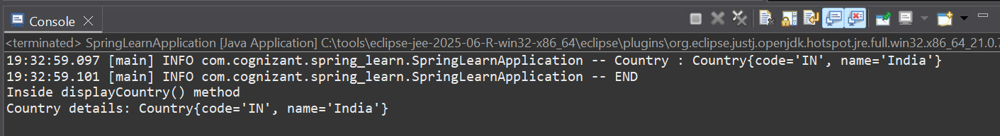 Console
<terminated> SpringLearnApplication [Java Application] C:\tools\eclipse-jee-2025-06-R-win32-x86_64\eclipse\plugins\org.eclipse.justj.openjdk.hotspot.jre.full.win32.x86_64_21.0.7
19:32:59.097 [main] INFO com.cognizant.spring_learn.SpringLearnApplication -- Country : Country{code='IN', name='India'}
19:32:59.101 [main] INFO com.cognizant.spring_learn.SpringLearnApplication -- END
Inside displayCountry() method
Country details: Country{code='IN', name='India'}